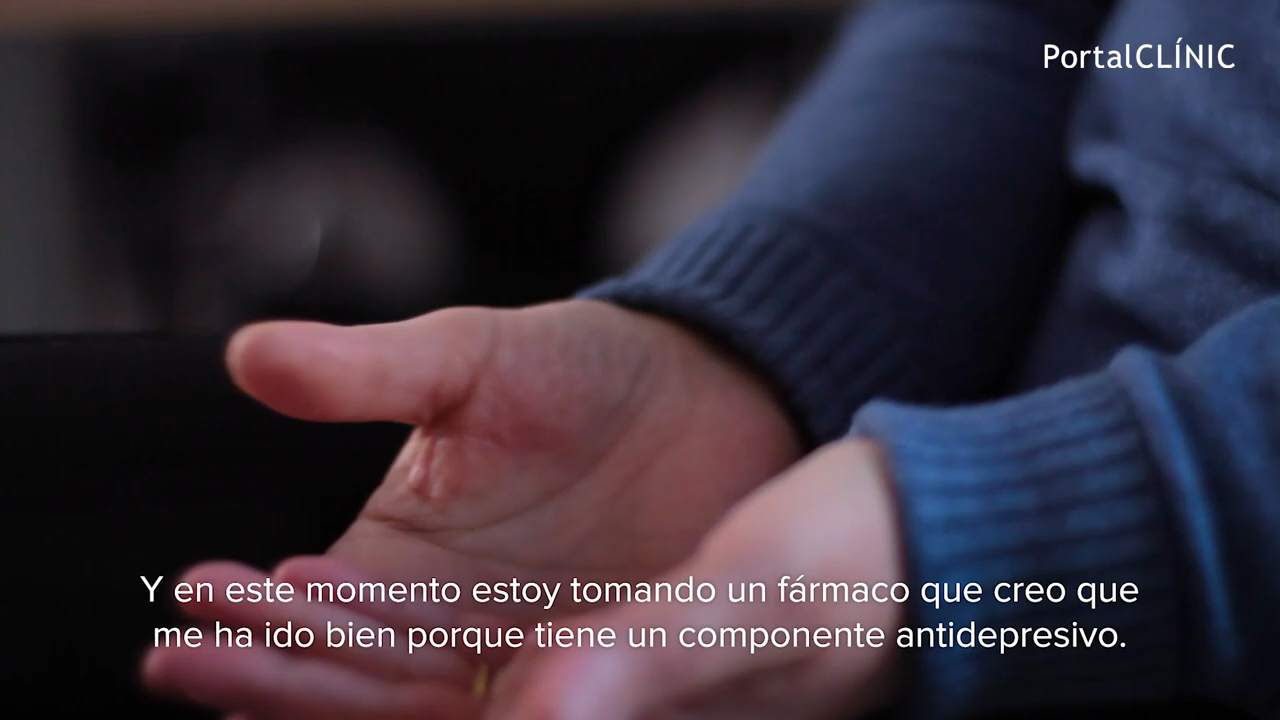 PortalCLÍNIC
Y en este momento estoy tomando un fármaco que creo que
me ha ido bien porque tiene un componente antidepresivo.